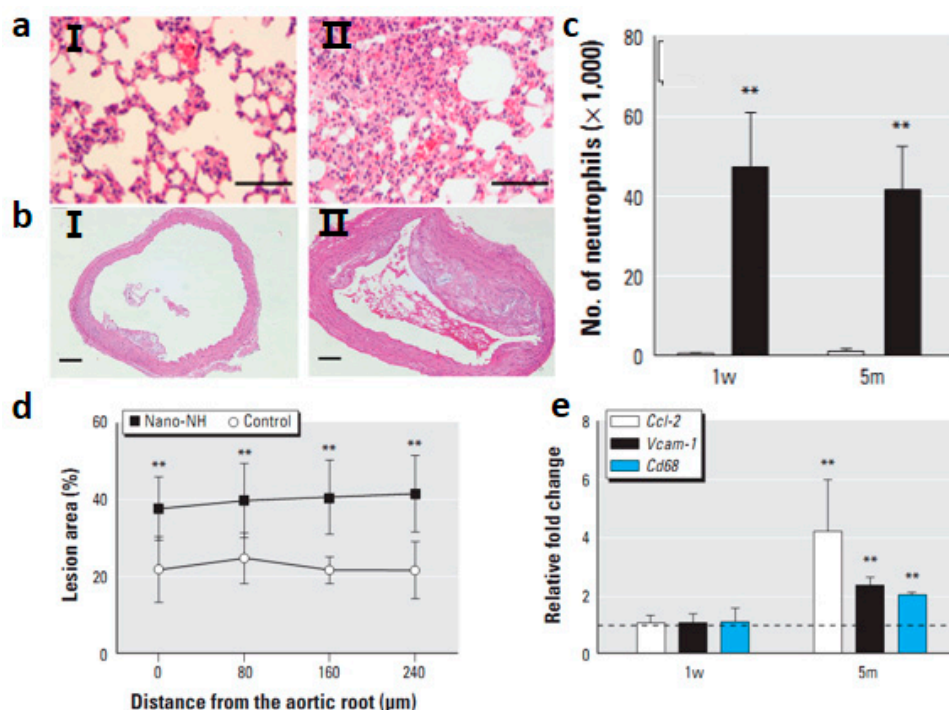 a I II
b I II
c
No. of neutrophils (× 1,000)
80
60
40
20
0
**
**
1w 5m
d
Nano-NH Control
Lesion area (%)
60
40
20
0
** ** ** **
0 80 160 240
Distance from the aortic root (μm)
e
Ccl-2
Vcam-1
Cd68
Relative fold change
8
6
4
2
0
**
**
**
1w 5m